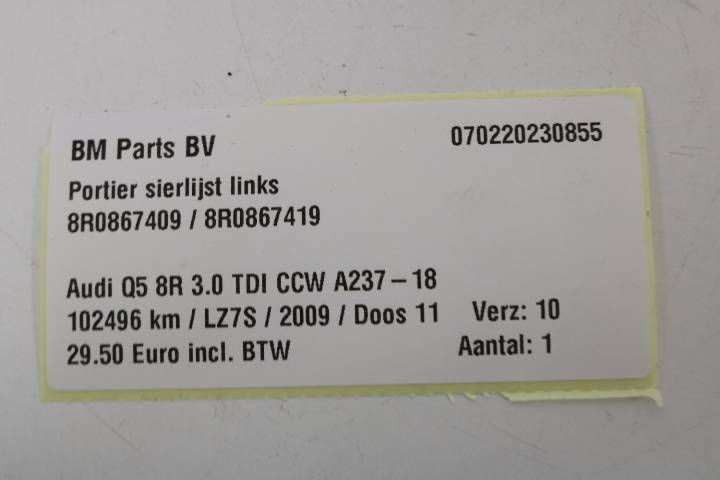 BM Parts BV 070220230855
Portier sierlijst links
8R0867409 / 8R0867419
Audi Q5 8R 3.0 TDI CCW A237 – 18
102496 km / LZ7S / 2009 / Doos 11 Verz: 10
29.50 Euro incl. BTW Aantal: 1